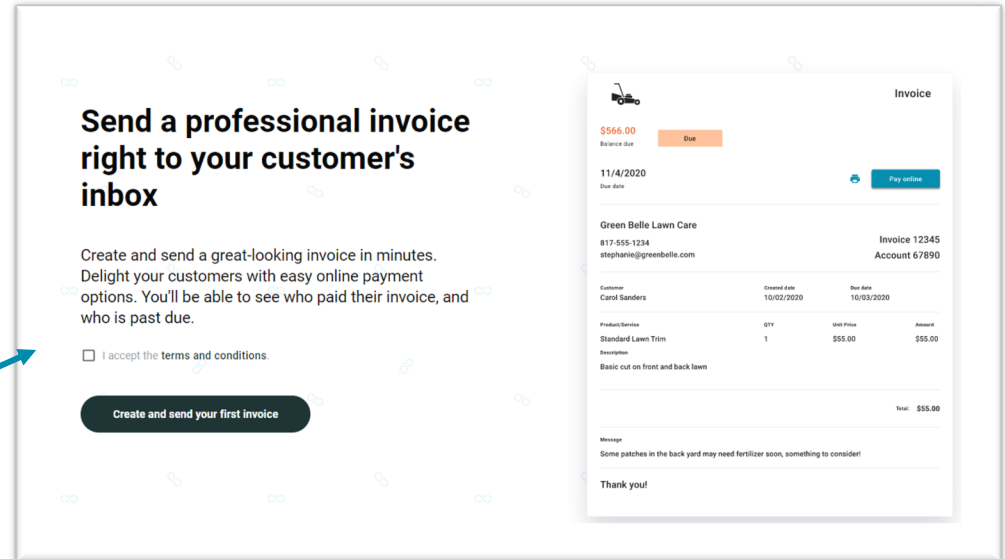 Send a professional invoice
right to your customer's
inbox
Create and send a great-looking invoice in minutes.
Delight your customers with easy online payment
options. You'll be able to see who paid their invoice, and
who is past due.
I accept the terms and conditions.
Create and send your first invoice
Invoice
$566.00
Balance due
Due
11/4/2020
Due date
Pay online
Green Belle Lawn Care
817-555-1234
stephanie@greenbelle.com
Invoice 12345
Account 67890
Customer Created date Due date
Carol Sanders 10/02/2020 10/03/2020
Product/Service QTY Unit Price Amount
Standard Lawn Trim 1 $55.00 $55.00
Description
Basic cut on front and back lawn
Total: $55.00
Message
Some patches in the back yard may need fertilizer soon, something to consider!
Thank you!